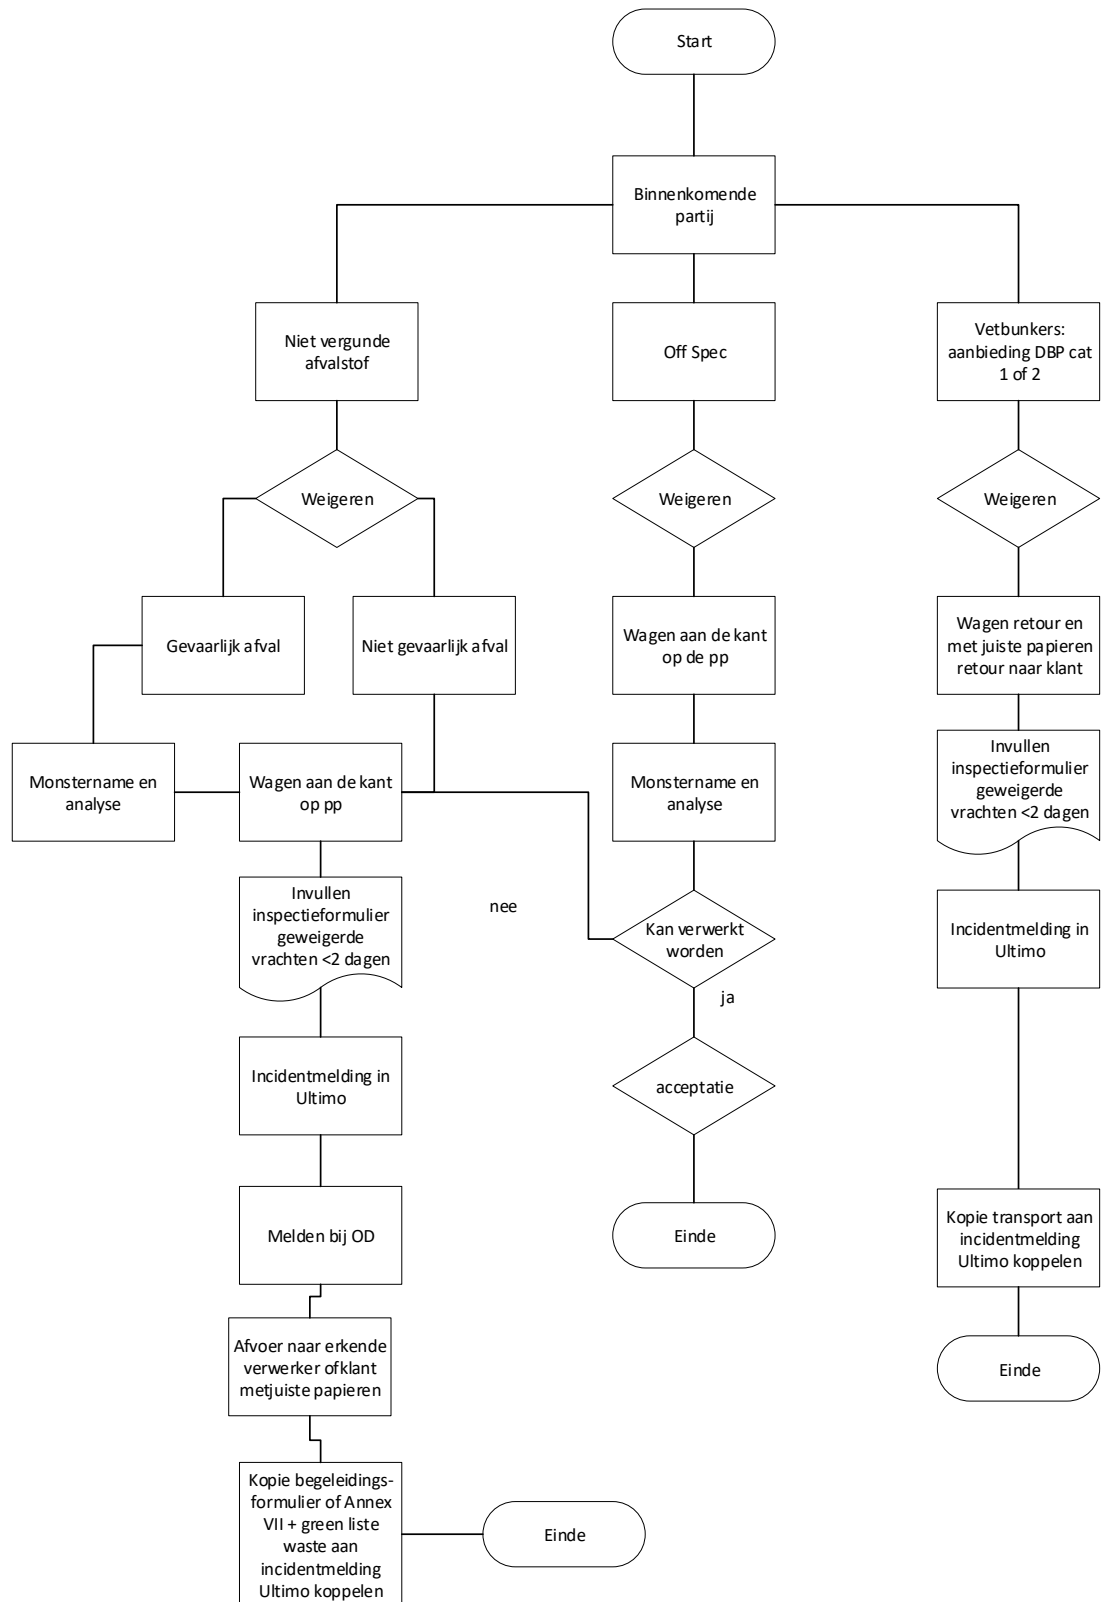 Start
Binnenkomende
partij
Niet vergunde
afvalstof
Off Spec
Vetbunkers:
aanbieding DBP cat
1 of 2
Weigeren
Weigeren
Weigeren
Gevaarlijk afval
Niet gevaarlijk afval
Wagen aan de kant
op de pp
Wagen retour en
met juiste papieren
retour naar klant
Monstername en
analyse
Wagen aan de kant
op pp
Monstername en
analyse
Invullen
inspectieformulier
geweigerde
vrachten <2 dagen
Invullen
inspectieformulier
geweigerde
vrachten <2 dagen
nee
Kan verwerkt
worden
Incidentmelding in
Ultimo
ja
Incidentmelding in
Ultimo
acceptatie
Melden bij OD
Einde
Kopie transport aan
incidentmelding
Ultimo koppelen
Afvoer naar erkende
verwerker ofklant
metjuiste papieren
Einde
Kopie begeleidings-
formulier of Annex
VII + green liste
waste aan
incidentmelding
Ultimo koppelen
Einde